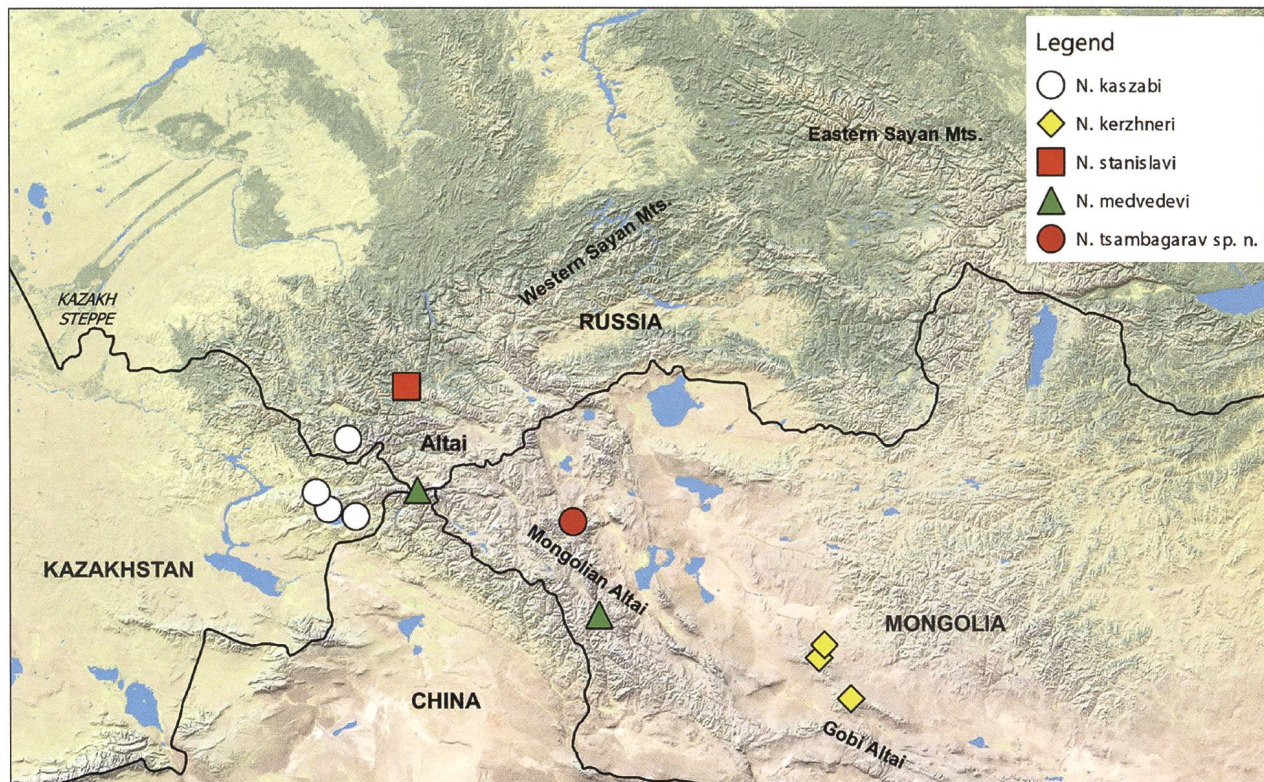 Legend
N. kaszabi
N. kerzhneri
N. stanislavi
N. medvedevi
N. tsambagarav sp. n.
Eastern Sayan Mts.
Western Sayan Mts.
KAZAKH
STEPPE
RUSSIA
Altai
Mongolian Altai
KAZAKHSTAN
MONGOLIA
CHINA
Gobi Altai